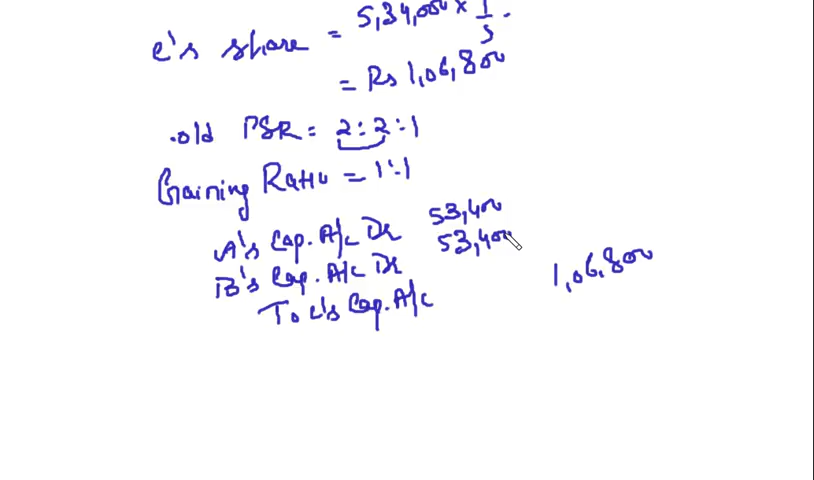 C's share = 5,34,000 × 1/5.
= Rs 1,06,800
.old PSR = 2:2:1
Gaining Ratio = 1:1
A's Cap. A/c Dr 53,400
B's Cap. A/c Dr 53,400
To C's Cap. A/c 1,06,800